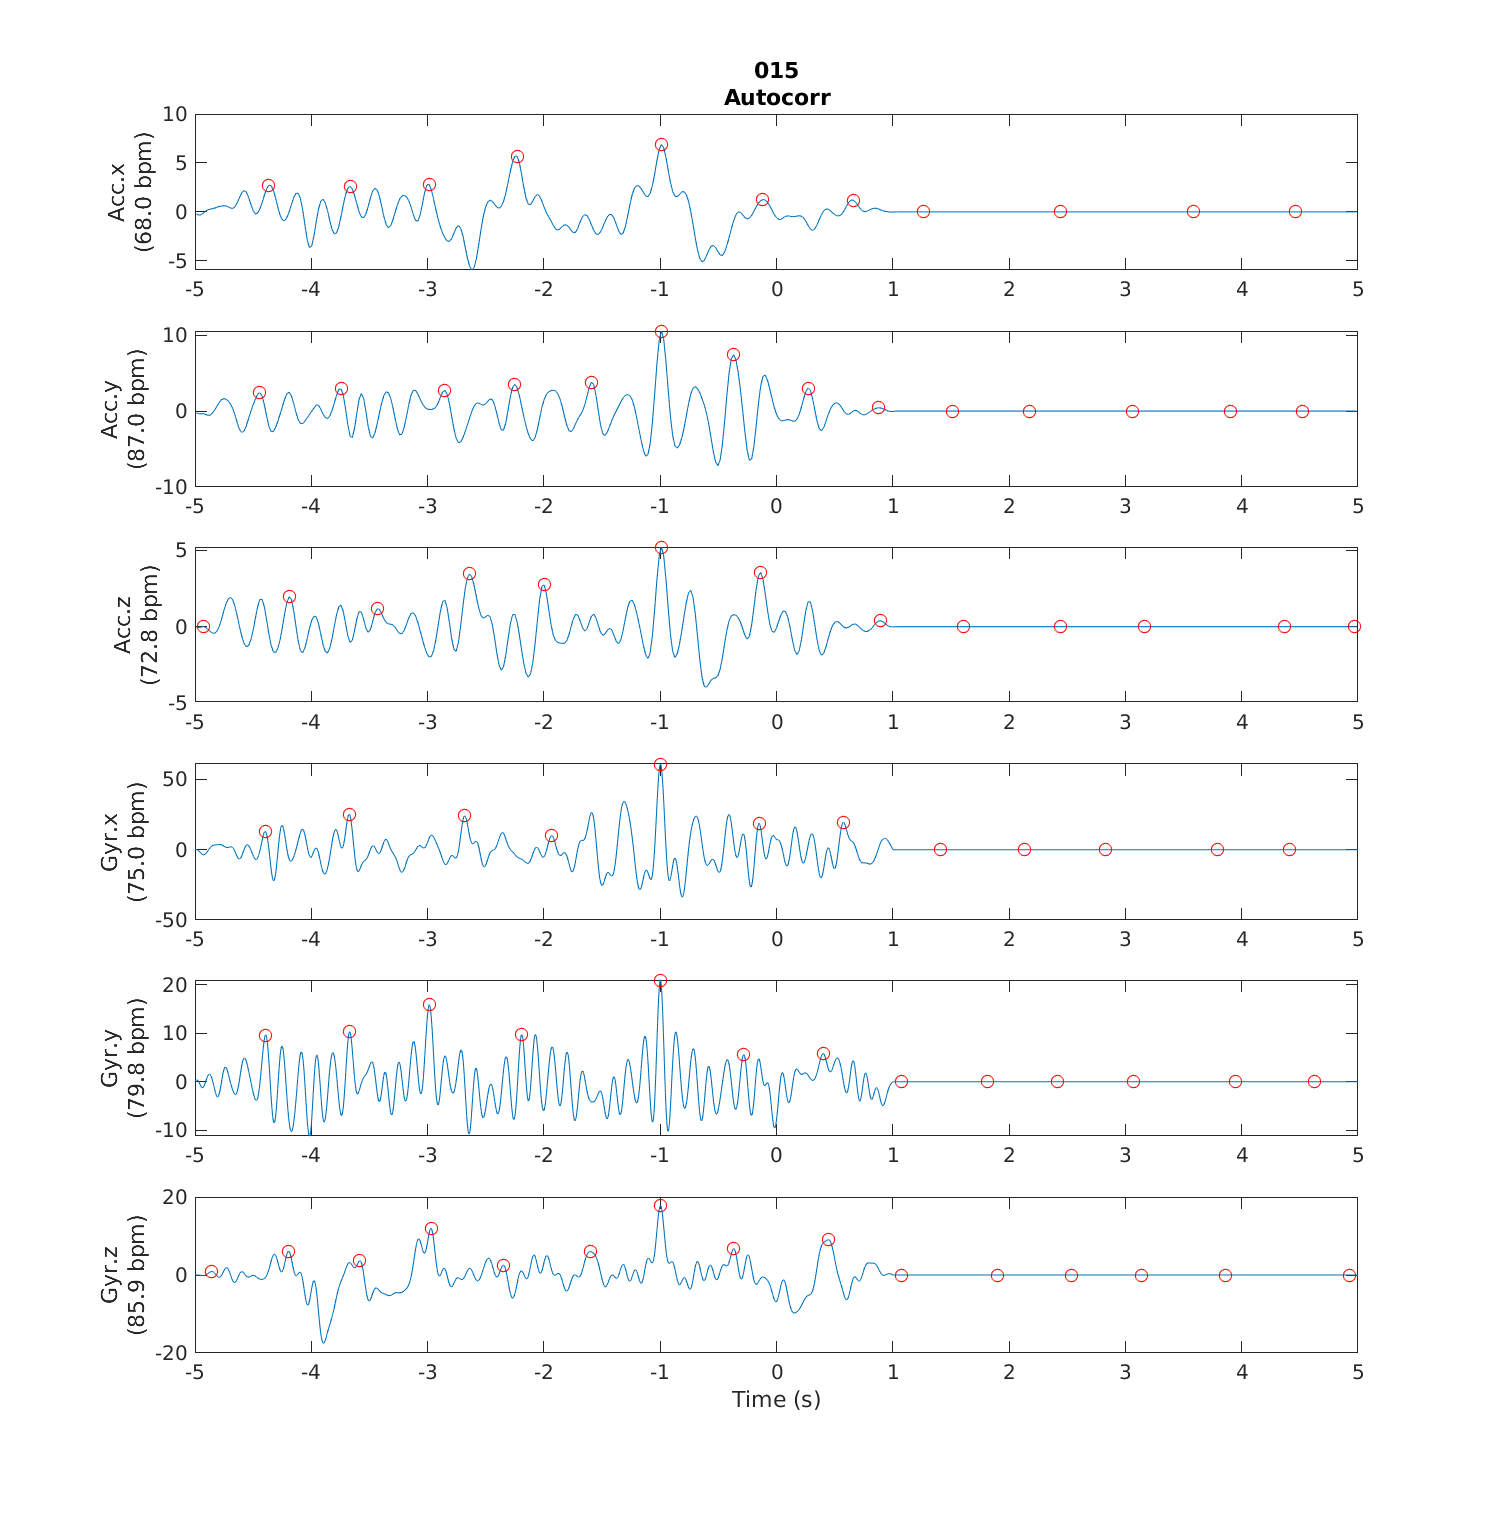 015
Autocorr
Acc.x
(68.0 bpm)
10
5
0
-5
-5 -4 -3 -2 -1 0 1 2 3 4 5
Acc.y
(87.0 bpm)
10
0
-10
-5 -4 -3 -2 -1 0 1 2 3 4 5
Acc.z
(72.8 bpm)
5
0
-5
-5 -4 -3 -2 -1 0 1 2 3 4 5
Gyr.x
(75.0 bpm)
50
0
-50
-5 -4 -3 -2 -1 0 1 2 3 4 5
Gyr.y
(79.8 bpm)
20
10
0
-10
-5 -4 -3 -2 -1 0 1 2 3 4 5
Gyr.z
(85.9 bpm)
20
0
-20
-5 -4 -3 -2 -1 0 1 2 3 4 5
Time (s)